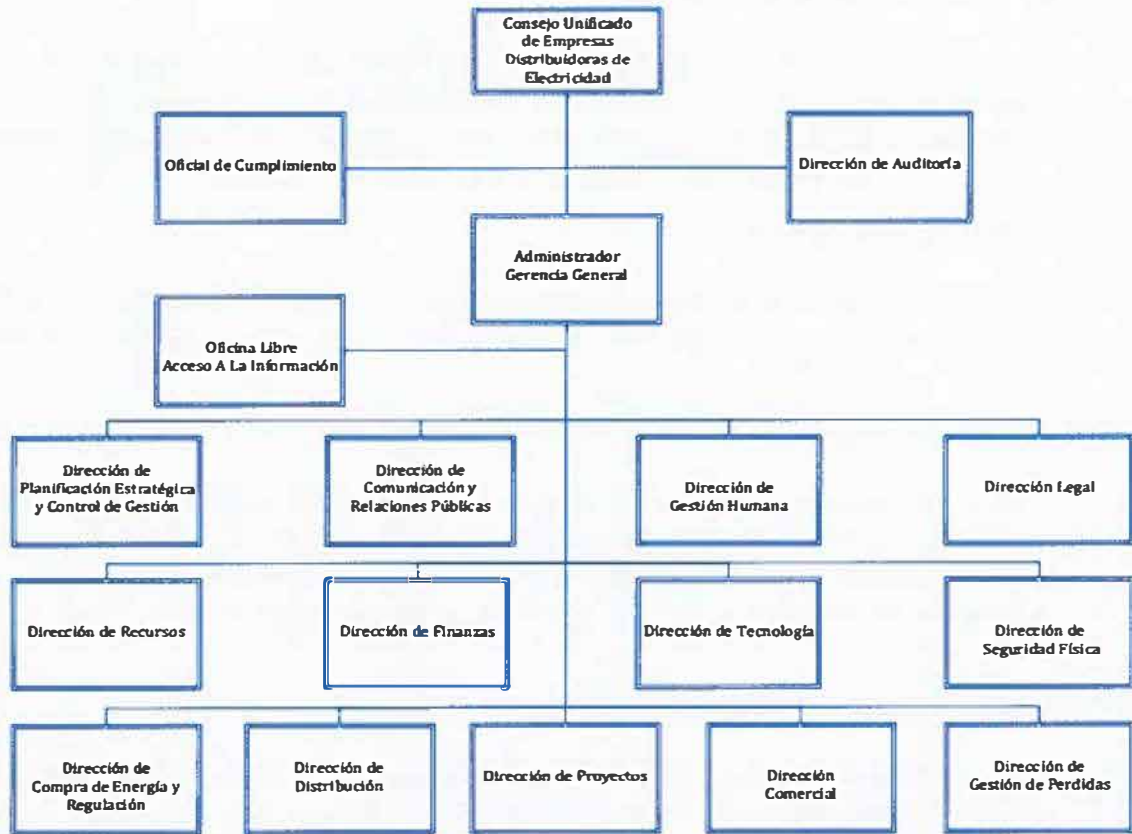 Consejo Unificado
de Empresas
Distribuidoras de
Electricidad
Oficial de Cumplimiento
Dirección de Auditoría
Administrador
Gerencia General
Oficina Libre
Acceso A La Información
Dirección de
Planificación Estratégica
y Control de Gestión
Dirección de
Comunicación y
Relaciones Públicas
Dirección de
Gestión Humana
Dirección Legal
Dirección de Recursos
Dirección de Finanzas
Dirección de Tecnología
Dirección de
Seguridad Física
Dirección de
Compra de Energía y
Regulación
Dirección de
Distribución
Dirección de Proyectos
Dirección
Comercial
Dirección de
Gestión de Perdidas